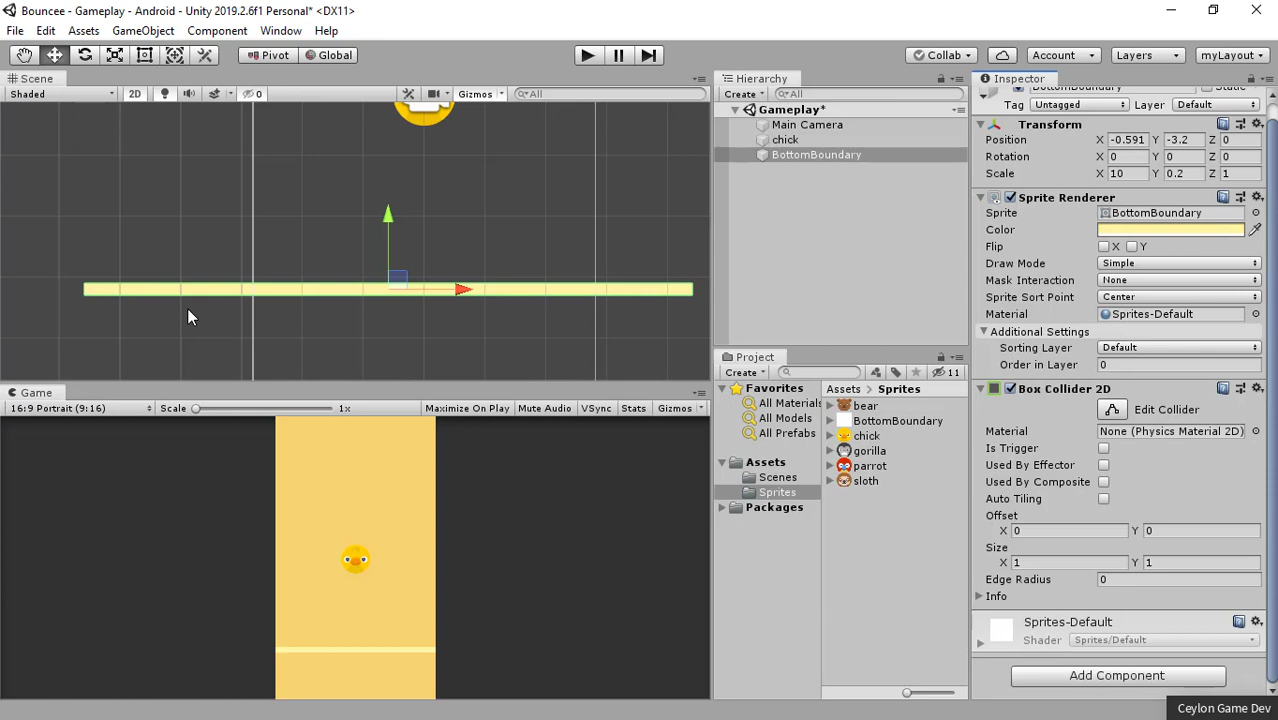 Bouncee - Gameplay - Android - Unity 2019.2.6f1 Personal* <DX11>
File Edit Assets GameObject Component Window Help
Pivot Global Collab Account Layers myLayout
Scene
Shaded 2D 0 Gizmos All
Hierarchy
Create All
Gameplay*
Main Camera
chick
BottomBoundary
Inspector
BottomBoundary Static
Tag Untagged Layer Default
Transform
Position X -0.591 Y -3.2 Z 0
Rotation X 0 Y 0 Z 0
Scale X 10 Y 0.2 Z 1
Sprite Renderer
Sprite BottomBoundary
Color
Flip X Y
Draw Mode Simple
Mask Interaction None
Sprite Sort Point Center
Material Sprites-Default
Additional Settings
Sorting Layer Default
Order in Layer 0
Box Collider 2D
Edit Collider
Material None (Physics Material 2D)
Is Trigger
Used By Effector
Used By Composite
Auto Tiling
Offset
X 0 Y 0
Size
X 1 Y 1
Edge Radius 0
Info
Sprites-Default
Shader Sprites/Default
Add Component
Game
16:9 Portrait (9:16) Scale 1x Maximize On Play Mute Audio VSync Stats Gizmos
Project
Create 11
Favorites
All Materials
All Models
All Prefabs
Assets
Scenes
Sprites
Packages
Assets Sprites
bear
BottomBoundary
chick
gorilla
parrot
sloth
Ceylon Game Dev